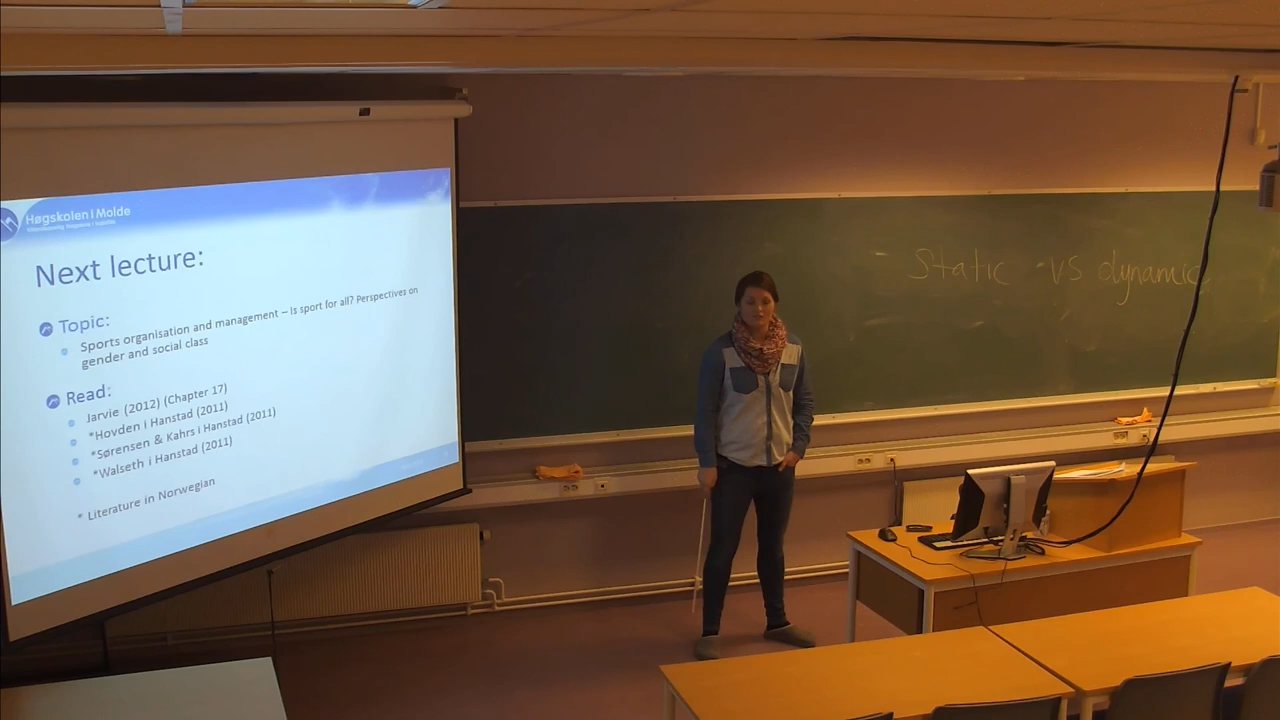 Høgskolen i Molde
Next lecture:
Topic:
Sports organisation and management – Is sport for all? Perspectives on
gender and social class
Read:
Jarvie (2012) (Chapter 17)
*Hovden i Hanstad (2011)
*Sørensen & Kahrs i Hanstad (2011)
*Walseth i Hanstad (2011)
* Literature in Norwegian
Static vs dynamic